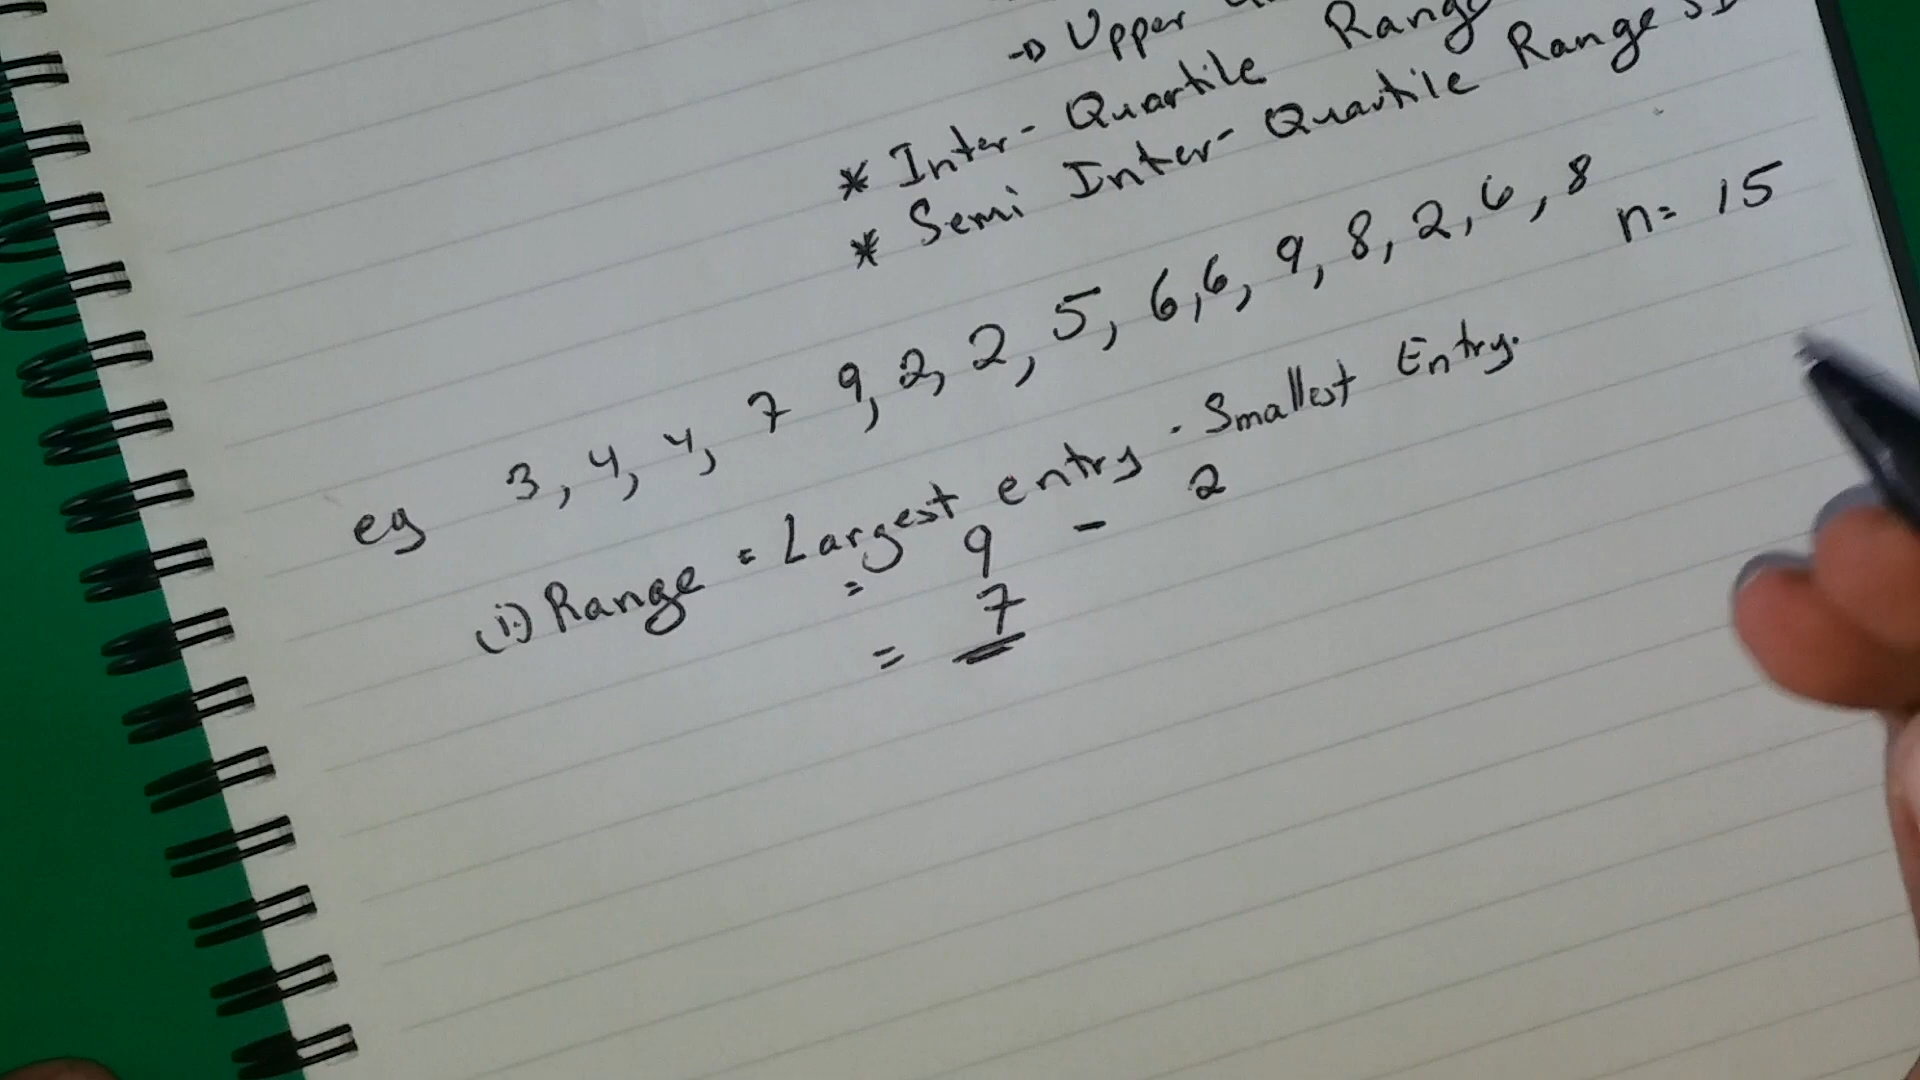 → Upper
* Inter-Quartile Range
* Semi Inter-Quartile Range
eg 3, 4, 4, 7 9, 2, 2, 5, 6, 6, 9, 8, 2, 6, 8 n= 15
(i) Range = Largest entry - Smallest Entry.
= 9 - 2
= 7